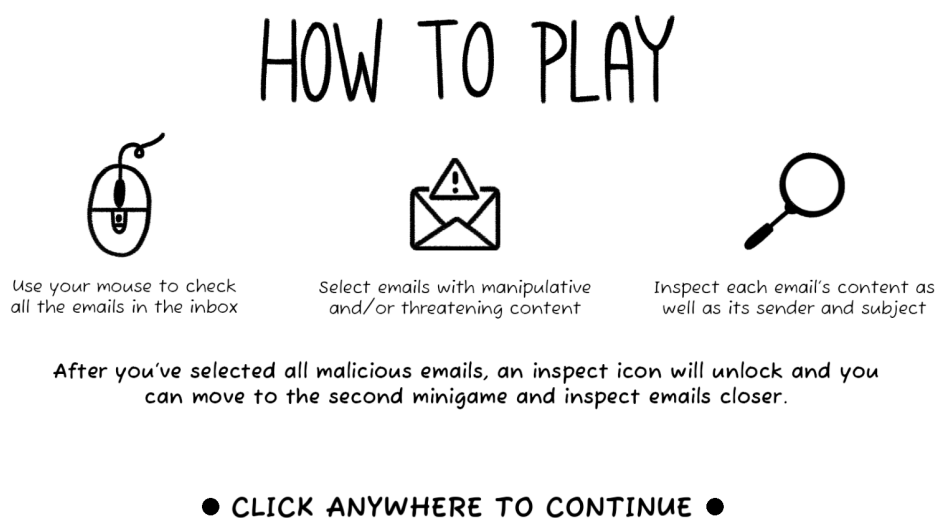 HOW TO PLAY
Use your mouse to check
all the emails in the inbox
Select emails with manipulative
and/or threatening content
Inspect each email's content as
well as its sender and subject
After you've selected all malicious emails, an inspect icon will unlock and you
can move to the second minigame and inspect emails closer.
● CLICK ANYWHERE TO CONTINUE ●